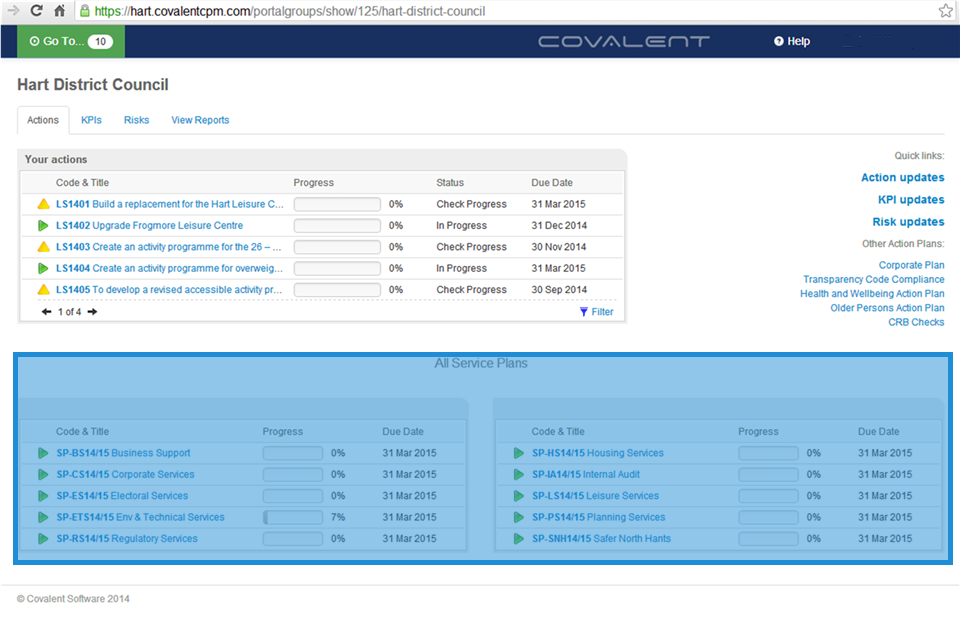 https://hart.covalentcpm.com/portalgroups/show/125/hart-district-council
Go To... 10
COVALENT
Help
Hart District Council
Actions KPIs Risks View Reports
Your actions
Code & Title Progress Status Due Date
LS1401 Build a replacement for the Hart Leisure C... 0% Check Progress 31 Mar 2015
LS1402 Upgrade Frogmore Leisure Centre 0% In Progress 31 Dec 2014
LS1403 Create an activity programme for the 26 – ... 0% Check Progress 30 Nov 2014
LS1404 Create an activity programme for overweig... 0% In Progress 31 Mar 2015
LS1405 To develop a revised accessible activity pr... 0% Check Progress 30 Sep 2014
1 of 4 Filter
Quick links:
Action updates
KPI updates
Risk updates
Other Action Plans:
Corporate Plan
Transparency Code Compliance
Health and Wellbeing Action Plan
Older Persons Action Plan
CRB Checks
All Service Plans
Code & Title Progress Due Date
SP-BS14/15 Business Support 0% 31 Mar 2015
SP-CS14/15 Corporate Services 0% 31 Mar 2015
SP-ES14/15 Electoral Services 0% 31 Mar 2015
SP-ETS14/15 Env & Technical Services 7% 31 Mar 2015
SP-RS14/15 Regulatory Services 0% 31 Mar 2015
Code & Title Progress Due Date
SP-HS14/15 Housing Services 0% 31 Mar 2015
SP-IA14/15 Internal Audit 0% 31 Mar 2015
SP-LS14/15 Leisure Services 0% 31 Mar 2015
SP-PS14/15 Planning Services 0% 31 Mar 2015
SP-SNH14/15 Safer North Hants 0% 31 Mar 2015
© Covalent Software 2014